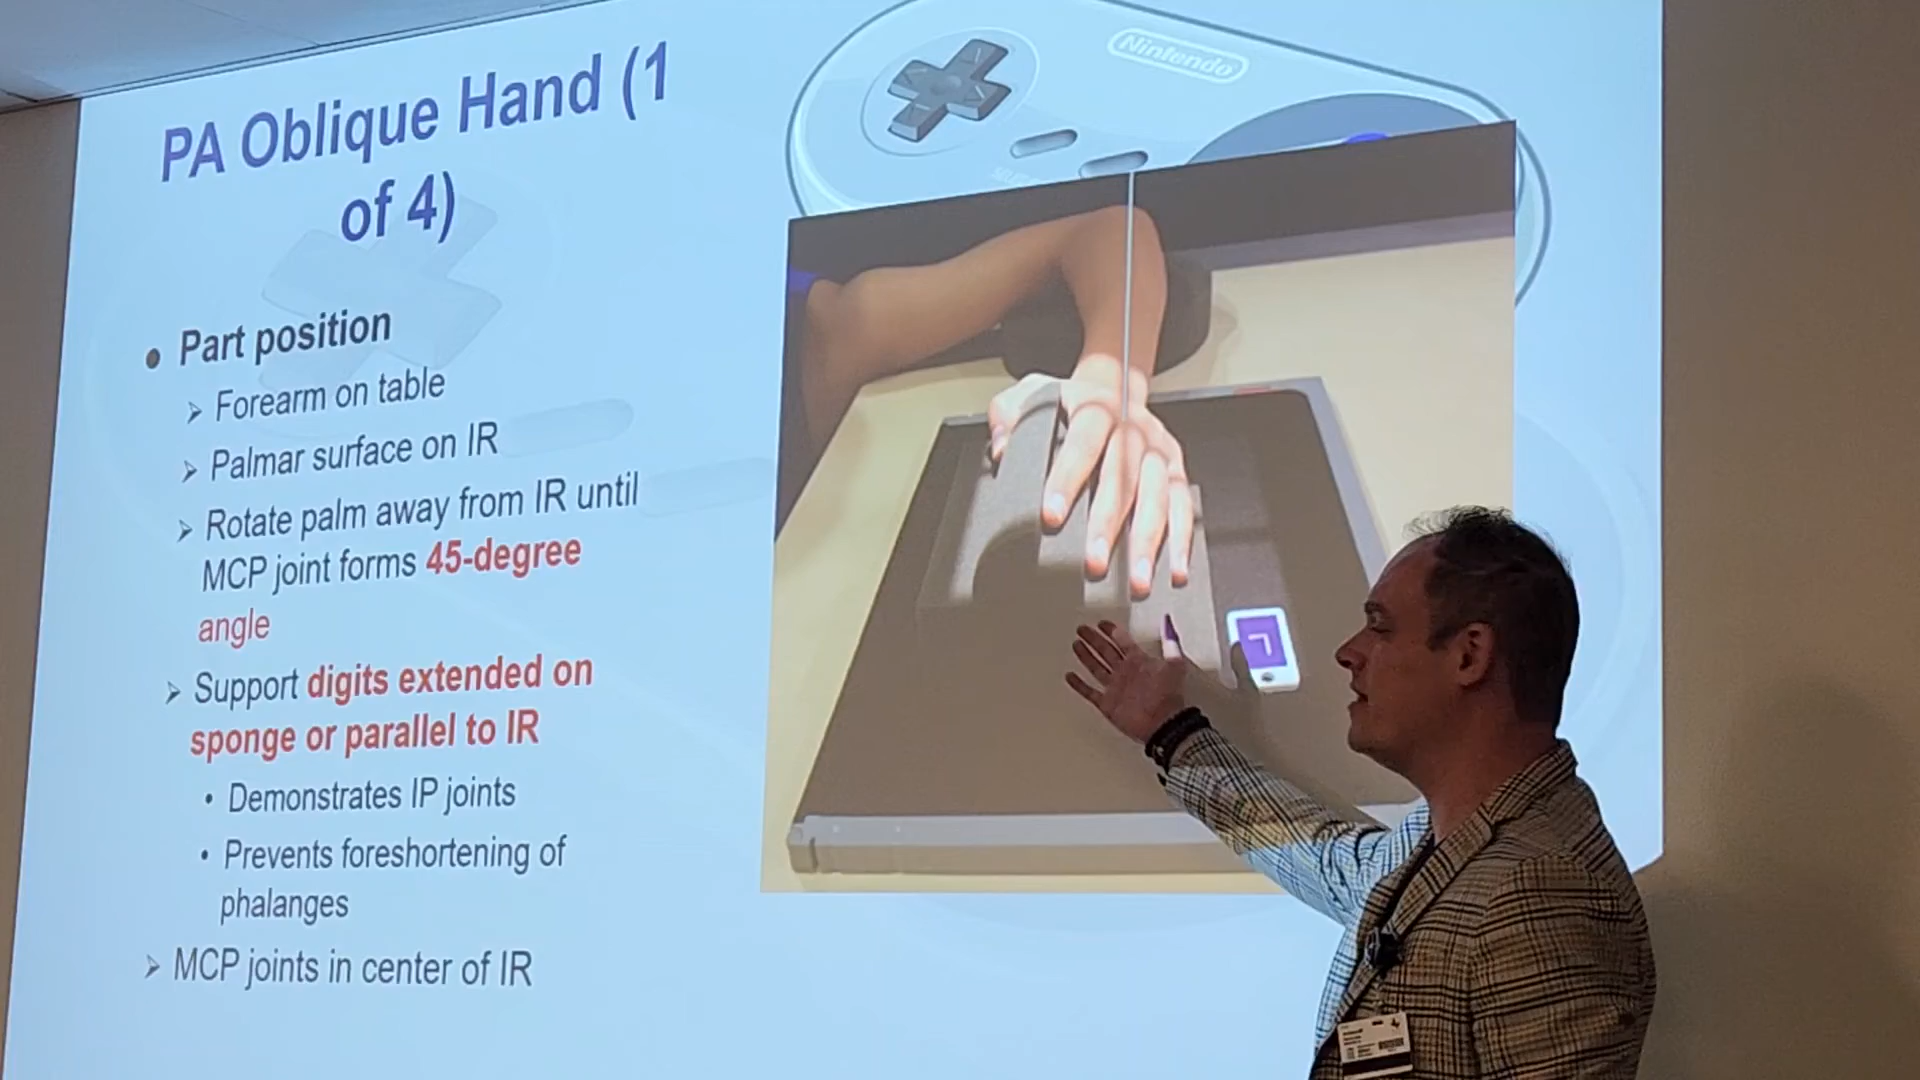 PA Oblique Hand (1
of 4)
Nintendo
• Part position
➢ Forearm on table
➢ Palmar surface on IR
➢ Rotate palm away from IR until
MCP joint forms 45-degree
angle
➢ Support digits extended on
sponge or parallel to IR
• Demonstrates IP joints
• Prevents foreshortening of
phalanges
➢ MCP joints in center of IR
L